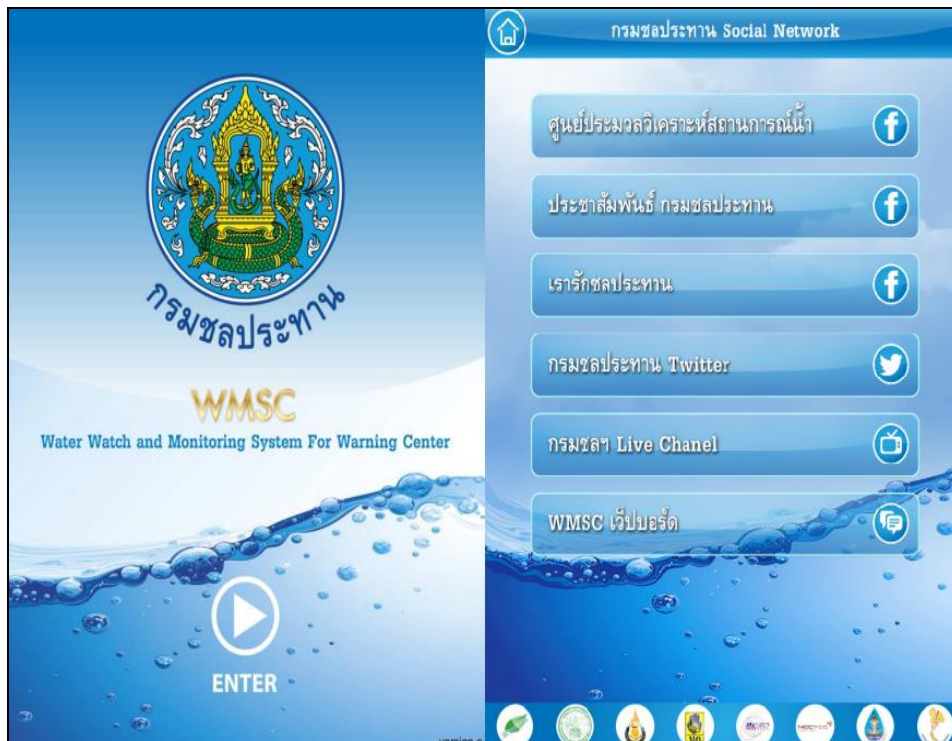 กรมชลประทาน
WMSC
Water Watch and Monitoring System For Warning Center
ENTER
กรมชลประทาน Social Network
ศูนย์ประมวลวิเคราะห์สถานการณ์น้ำ
ประชาสัมพันธ์ กรมชลประทาน
เรารักชลประทาน
กรมชลประทาน Twitter
กรมชลฯ Live Chanel
WMSC เว็ปบอร์ด